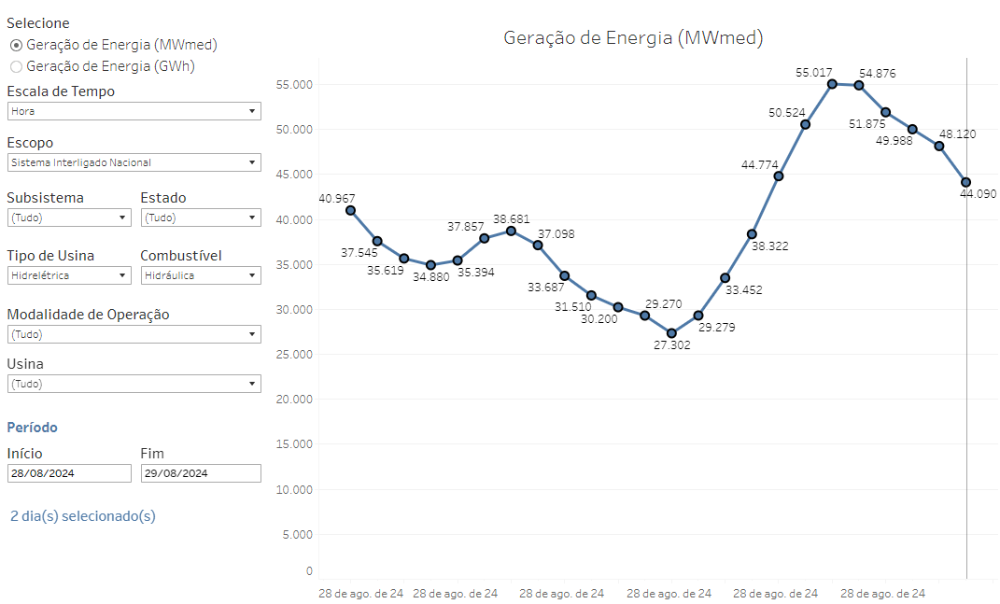 Selecione
Geração de Energia (MWmed)
Geração de Energia (GWh)
Escala de Tempo
Hora
Escopo
Sistema Interligado Nacional
Subsistema Estado
(Tudo) (Tudo)
Tipo de Usina Combustível
Hidrelétrica Hidráulica
Modalidade de Operação
(Tudo)
Usina
(Tudo)
Período
Início Fim
28/08/2024 29/08/2024
2 dia(s) selecionado(s)
Geração de Energia (MWmed)
55.000
50.000
45.000
40.000
35.000
30.000
25.000
20.000
15.000
10.000
5.000
0
40.967
37.545
35.619
34.880
35.394
37.857
38.681
37.098
33.687
31.510
30.200
29.270
27.302
29.279
33.452
38.322
44.774
50.524
55.017
54.876
51.875
49.988
48.120
44.090
28 de ago. de 24 28 de ago. de 24 28 de ago. de 24 28 de ago. de 24 28 de ago. de 24 28 de ago. de 24